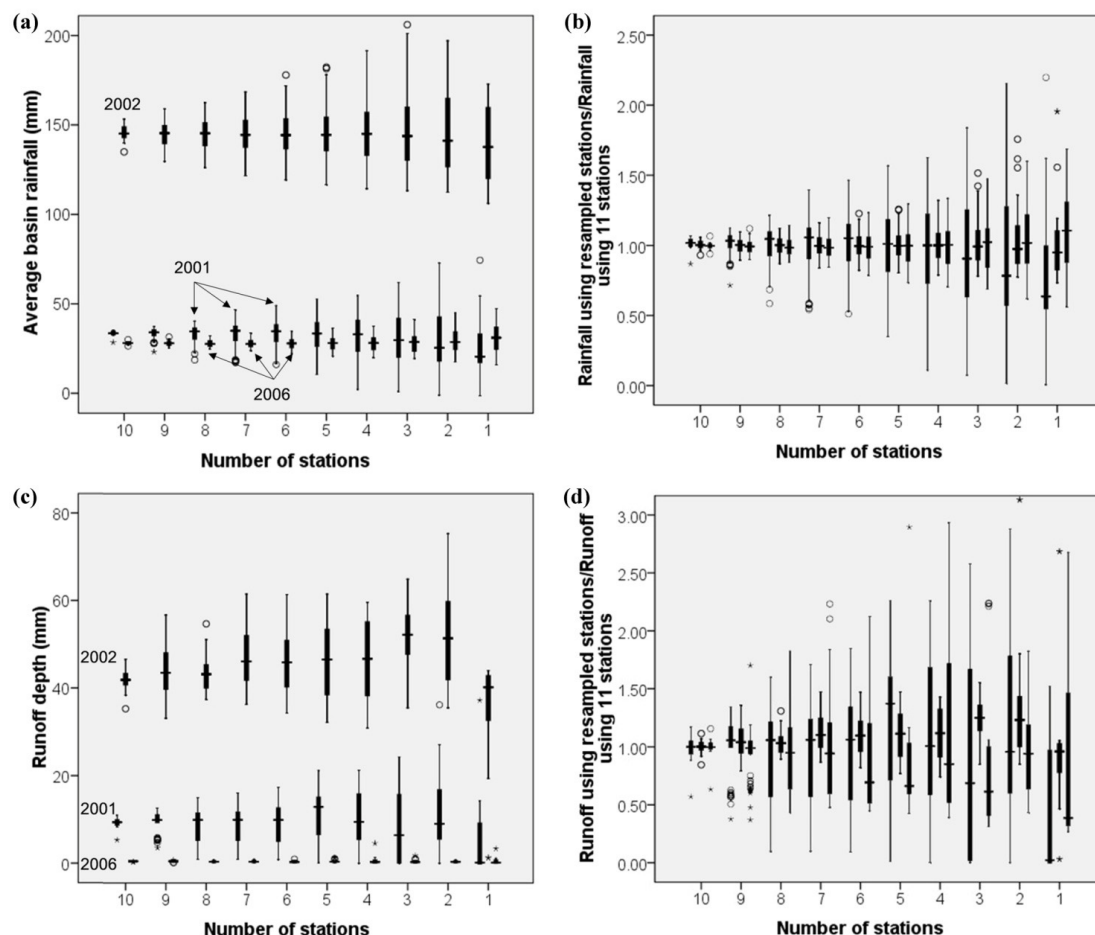 (a)
Average basin rainfall (mm)
200
150
100
50
0
2002
2001
2006
10 9 8 7 6 5 4 3 2 1
Number of stations
(b)
Rainfall using resampled stations/Rainfall
using 11 stations
2.50
2.00
1.50
1.00
0.50
0.00
10 9 8 7 6 5 4 3 2 1
Number of stations
(c)
Runoff depth (mm)
80
60
40
20
0
2002
2001
2006
10 9 8 7 6 5 4 3 2 1
Number of stations
(d)
Runoff using resampled stations/Runoff
using 11 stations
3.00
2.50
2.00
1.50
1.00
0.50
0.00
10 9 8 7 6 5 4 3 2 1
Number of stations